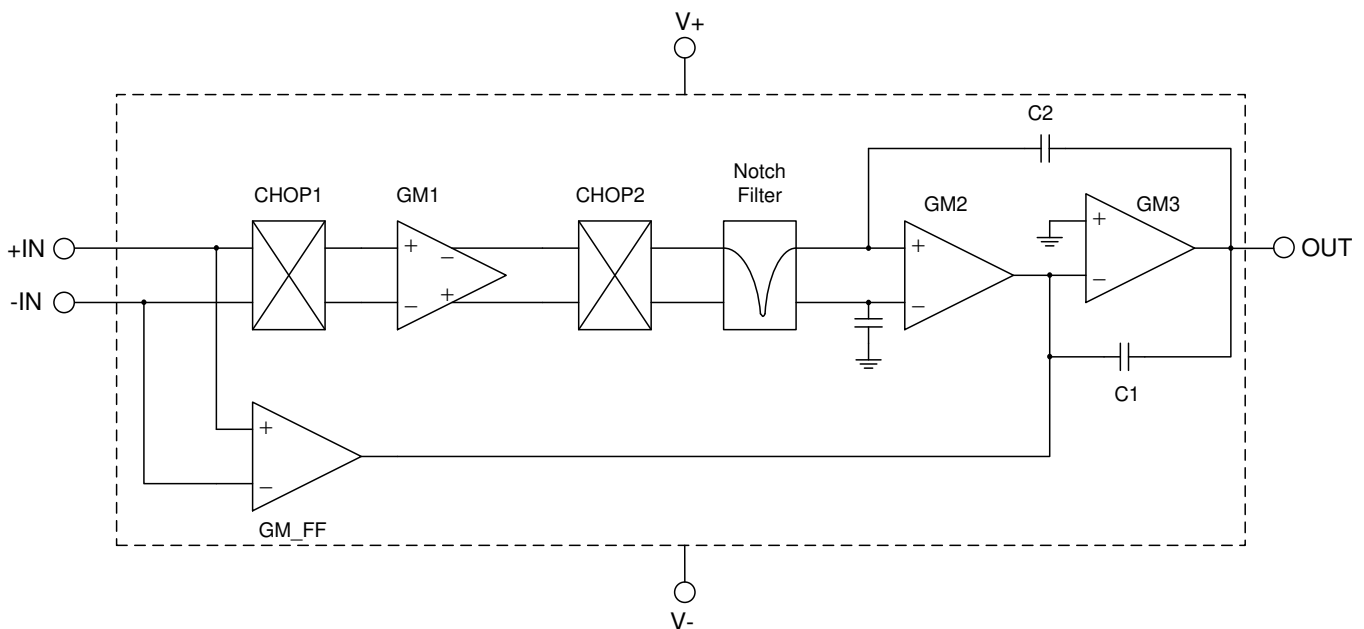 V+
C2
Notch
Filter
CHOP1
GM1
CHOP2
GM2
GM3
+IN
-IN
+
−
−
+
+
−
+
−
OUT
C1
+
−
GM_FF
V-